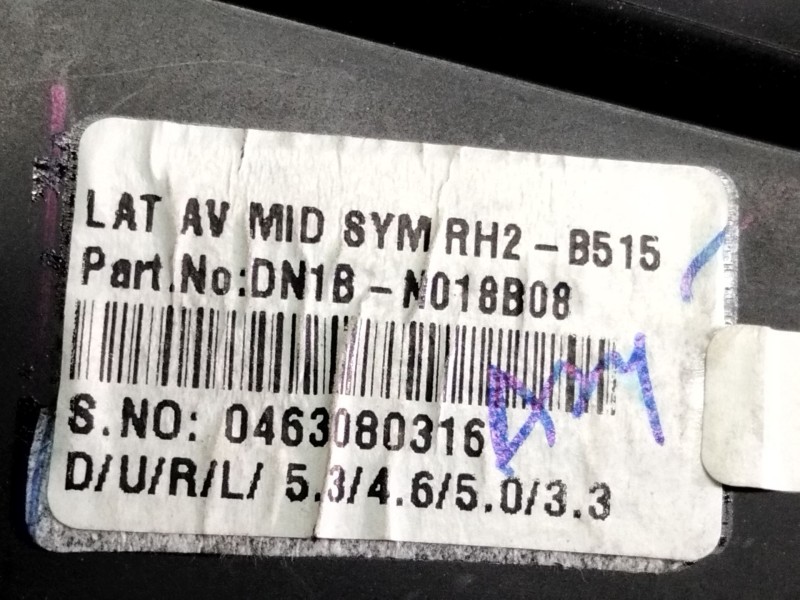 LAT AV MID SYM RH2 - B515
Part.No:DN1B - N018B08
S.NO: 0463080316
D/U/R/L/ 5.3/4.6/5.0/3.3